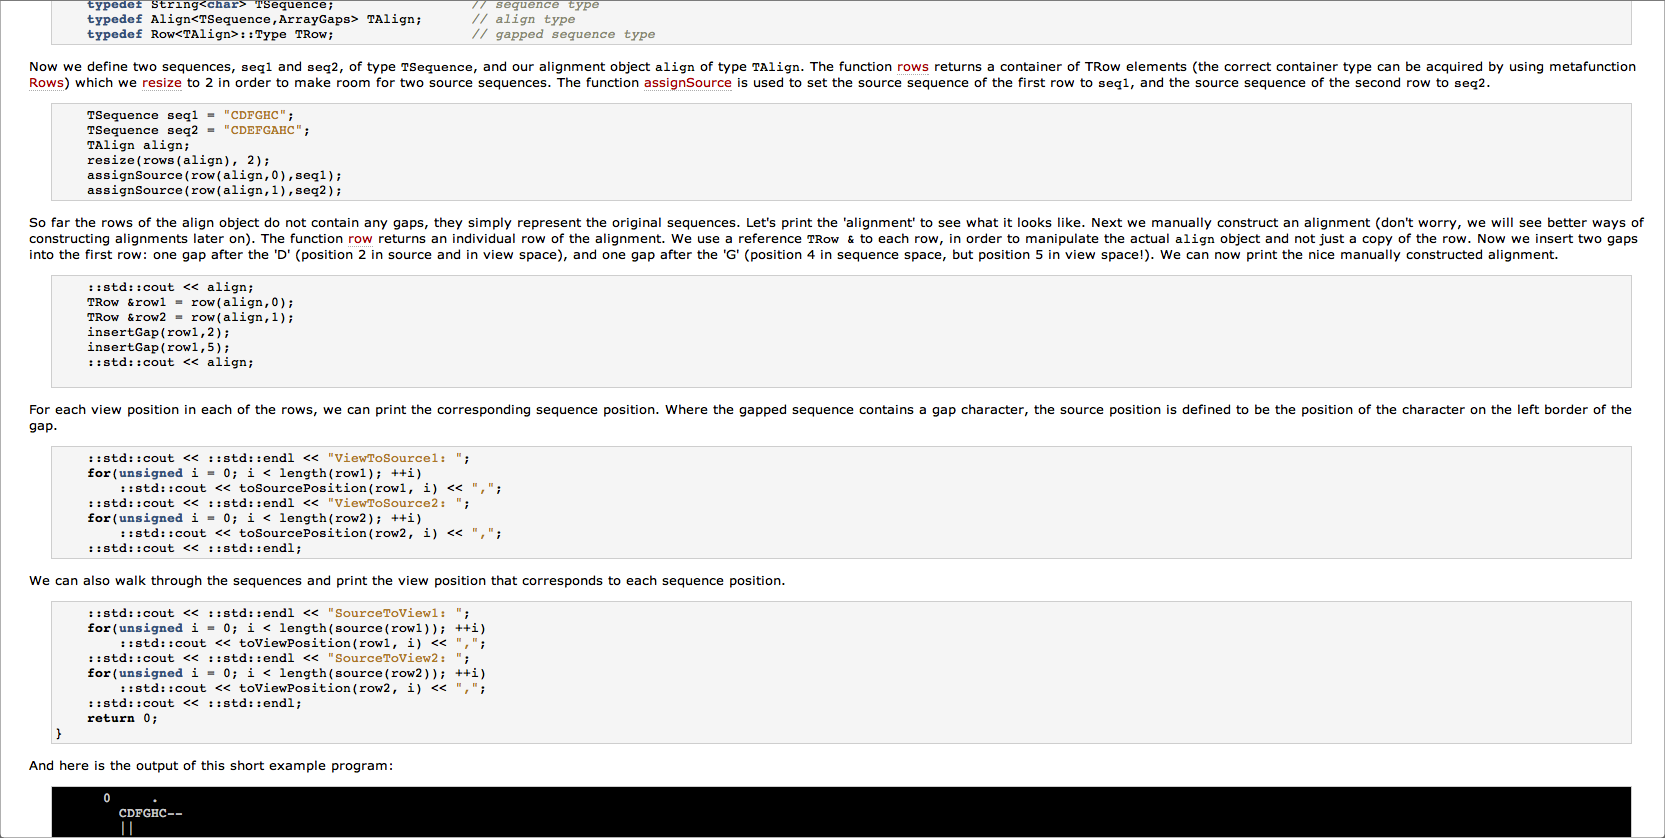 typedef String<char> TSequence; // sequence type
typedef Align<TSequence,ArrayGaps> TAlign; // align type
typedef Row<TAlign>::Type TRow; // gapped sequence type
Now we define two sequences, seq1 and seq2, of type TSequence, and our alignment object align of type TAlign. The function rows returns a container of TRow elements (the correct container type can be acquired by using metafunction
Rows) which we resize to 2 in order to make room for two source sequences. The function assignSource is used to set the source sequence of the first row to seq1, and the source sequence of the second row to seq2.
TSequence seq1 = "CDFGHC";
TSequence seq2 = "CDEFGAHC";
TAlign align;
resize(rows(align), 2);
assignSource(row(align,0),seq1);
assignSource(row(align,1),seq2);
So far the rows of the align object do not contain any gaps, they simply represent the original sequences. Let's print the 'alignment' to see what it looks like. Next we manually construct an alignment (don't worry, we will see better ways of
constructing alignments later on). The function row returns an individual row of the alignment. We use a reference TRow & to each row, in order to manipulate the actual align object and not just a copy of the row. Now we insert two gaps
into the first row: one gap after the 'D' (position 2 in source and in view space), and one gap after the 'G' (position 4 in sequence space, but position 5 in view space!). We can now print the nice manually constructed alignment.
::std::cout << align;
TRow &row1 = row(align,0);
TRow &row2 = row(align,1);
insertGap(row1,2);
insertGap(row1,5);
::std::cout << align;
For each view position in each of the rows, we can print the corresponding sequence position. Where the gapped sequence contains a gap character, the source position is defined to be the position of the character on the left border of the
gap.
::std::cout << ::std::endl << "ViewToSource1: ";
for(unsigned i = 0; i < length(row1); ++i)
::std::cout << toSourcePosition(row1, i) << ",";
::std::cout << ::std::endl << "ViewToSource2: ";
for(unsigned i = 0; i < length(row2); ++i)
::std::cout << toSourcePosition(row2, i) << ",";
::std::cout << ::std::endl;
We can also walk through the sequences and print the view position that corresponds to each sequence position.
::std::cout << ::std::endl << "SourceToView1: ";
for(unsigned i = 0; i < length(source(row1)); ++i)
::std::cout << toViewPosition(row1, i) << ",";
::std::cout << ::std::endl << "SourceToView2: ";
for(unsigned i = 0; i < length(source(row2)); ++i)
::std::cout << toViewPosition(row2, i) << ",";
::std::cout << ::std::endl;
return 0;
}
And here is the output of this short example program:
0 .
CDFGHC--
||